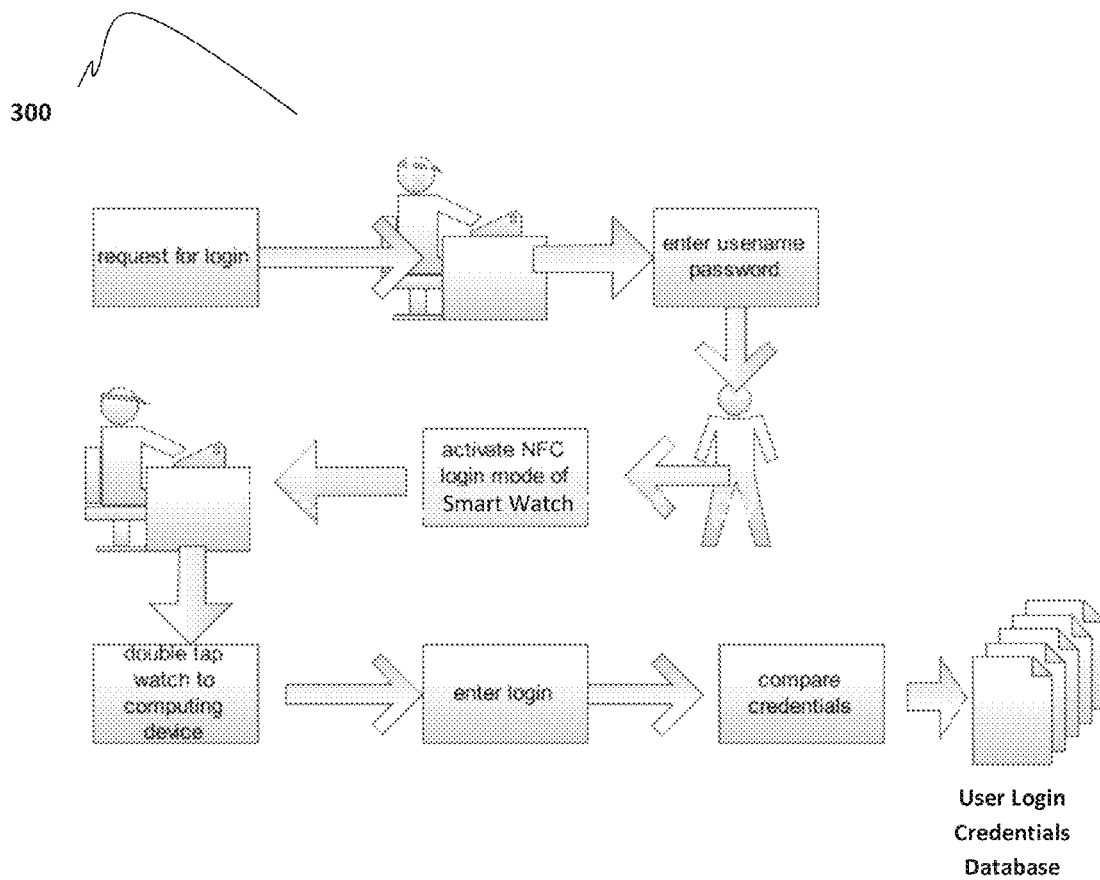 300
request for login
enter usename
password
activate NFC
login mode of
Smart Watch
double tap
watch to
computing
device
enter login
compare
credentials
User Login
Credentials
Database